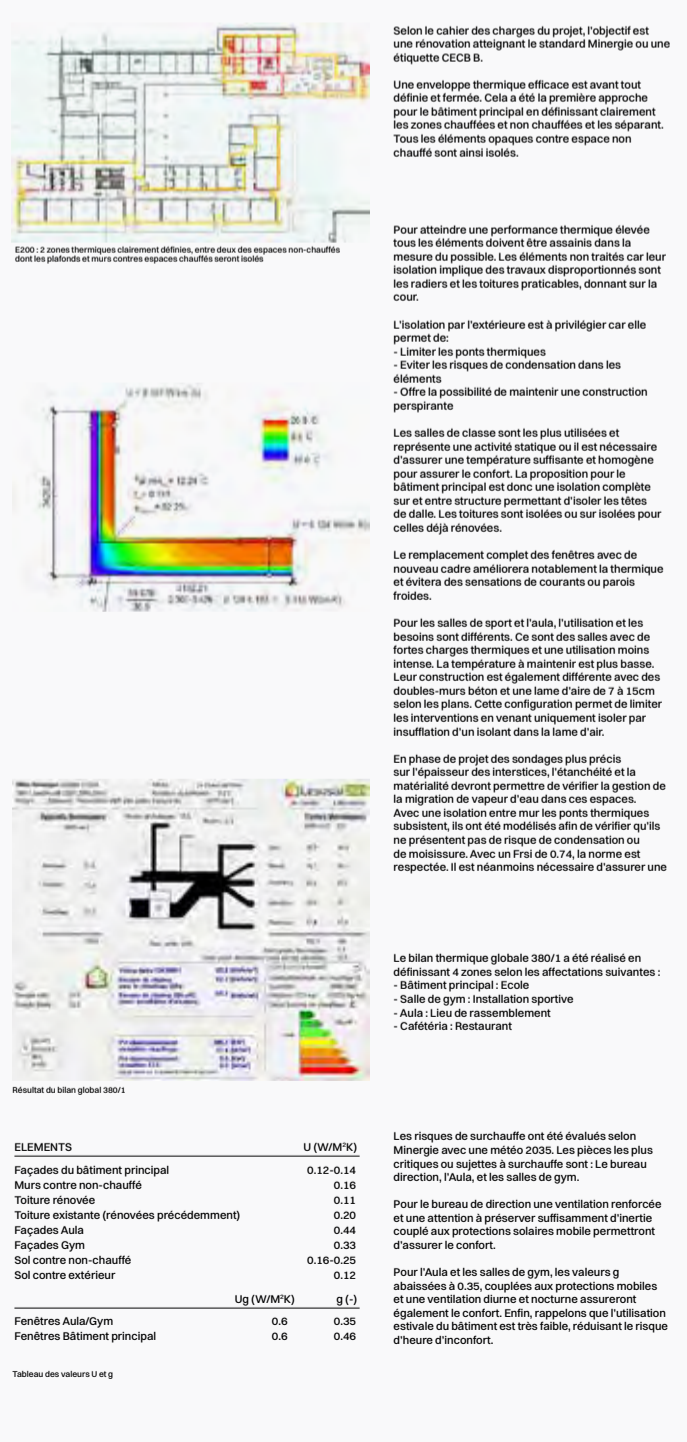 E200 : 2 zones thermiques clairement définies, entre deux des espaces non-chauffés
dont les plafonds et murs contres espaces chauffés seront isolés
Résultat du bilan global 380/1
ELEMENTS U (W/M²K)
Façades du bâtiment principal 0.12-0.14
Murs contre non-chauffé 0.16
Toiture rénovée 0.11
Toiture existante (rénovées précédemment) 0.20
Façades Aula 0.44
Façades Gym 0.33
Sol contre non-chauffé 0.16-0.25
Sol contre extérieur 0.12
Ug (W/M²K) g (-)
Fenêtres Aula/Gym 0.6 0.35
Fenêtres Bâtiment principal 0.6 0.46
Tableau des valeurs U et g
Selon le cahier des charges du projet, l'objectif est
une rénovation atteignant le standard Minergie ou une
étiquette CECB B.
Une enveloppe thermique efficace est avant tout
définie et fermée. Cela a été la première approche
pour le bâtiment principal en définissant clairement
les zones chauffées et non chauffées et les séparant.
Tous les éléments opaques contre espace non
chauffé sont ainsi isolés.
Pour atteindre une performance thermique élevée
tous les éléments doivent être assainis dans la
mesure du possible. Les éléments non traités car leur
isolation implique des travaux disproportionnés sont
les radiers et les toitures praticables, donnant sur la
cour.
L'isolation par l'extérieure est à privilégier car elle
permet de:
- Limiter les ponts thermiques
- Eviter les risques de condensation dans les
éléments
- Offre la possibilité de maintenir une construction
perspirante
Les salles de classe sont les plus utilisées et
représente une activité statique ou il est nécessaire
d'assurer une température suffisante et homogène
pour assurer le confort. La proposition pour le
bâtiment principal est donc une isolation complète
sur et entre structure permettant d'isoler les têtes
de dalle. Les toitures sont isolées ou sur isolées pour
celles déjà rénovées.
Le remplacement complet des fenêtres avec de
nouveau cadre améliorera notablement la thermique
et évitera des sensations de courants ou parois
froides.
Pour les salles de sport et l'aula, l'utilisation et les
besoins sont différents. Ce sont des salles avec de
fortes charges thermiques et une utilisation moins
intense. La température à maintenir est plus basse.
Leur construction est également différente avec des
doubles-murs béton et une lame d'aire de 7 à 15cm
selon les plans. Cette configuration permet de limiter
les interventions en venant uniquement isoler par
insufflation d'un isolant dans la lame d'air.
En phase de projet des sondages plus précis
sur l'épaisseur des interstices, l'étanchéité et la
matérialité devront permettre de vérifier la gestion de
la migration de vapeur d'eau dans ces espaces.
Avec une isolation entre mur les ponts thermiques
subsistent, ils ont été modélisés afin de vérifier qu'ils
ne présentent pas de risque de condensation ou
de moisissure. Avec un Frsi de 0.74, la norme est
respectée. Il est néanmoins nécessaire d'assurer une
Le bilan thermique globale 380/1 a été réalisé en
définissant 4 zones selon les affectations suivantes :
- Bâtiment principal : Ecole
- Salle de gym : Installation sportive
- Aula : Lieu de rassemblement
- Cafétéria : Restaurant
Les risques de surchauffe ont été évalués selon
Minergie avec une météo 2035. Les pièces les plus
critiques ou sujettes à surchauffe sont : Le bureau
direction, l'Aula, et les salles de gym.
Pour le bureau de direction une ventilation renforcée
et une attention à préserver suffisamment d'inertie
couplé aux protections solaires mobile permettront
d'assurer le confort.
Pour l'Aula et les salles de gym, les valeurs g
abaissées à 0.35, couplées aux protections mobiles
et une ventilation diurne et nocturne assureront
également le confort. Enfin, rappelons que l'utilisation
estivale du bâtiment est très faible, réduisant le risque
d'heure d'inconfort.